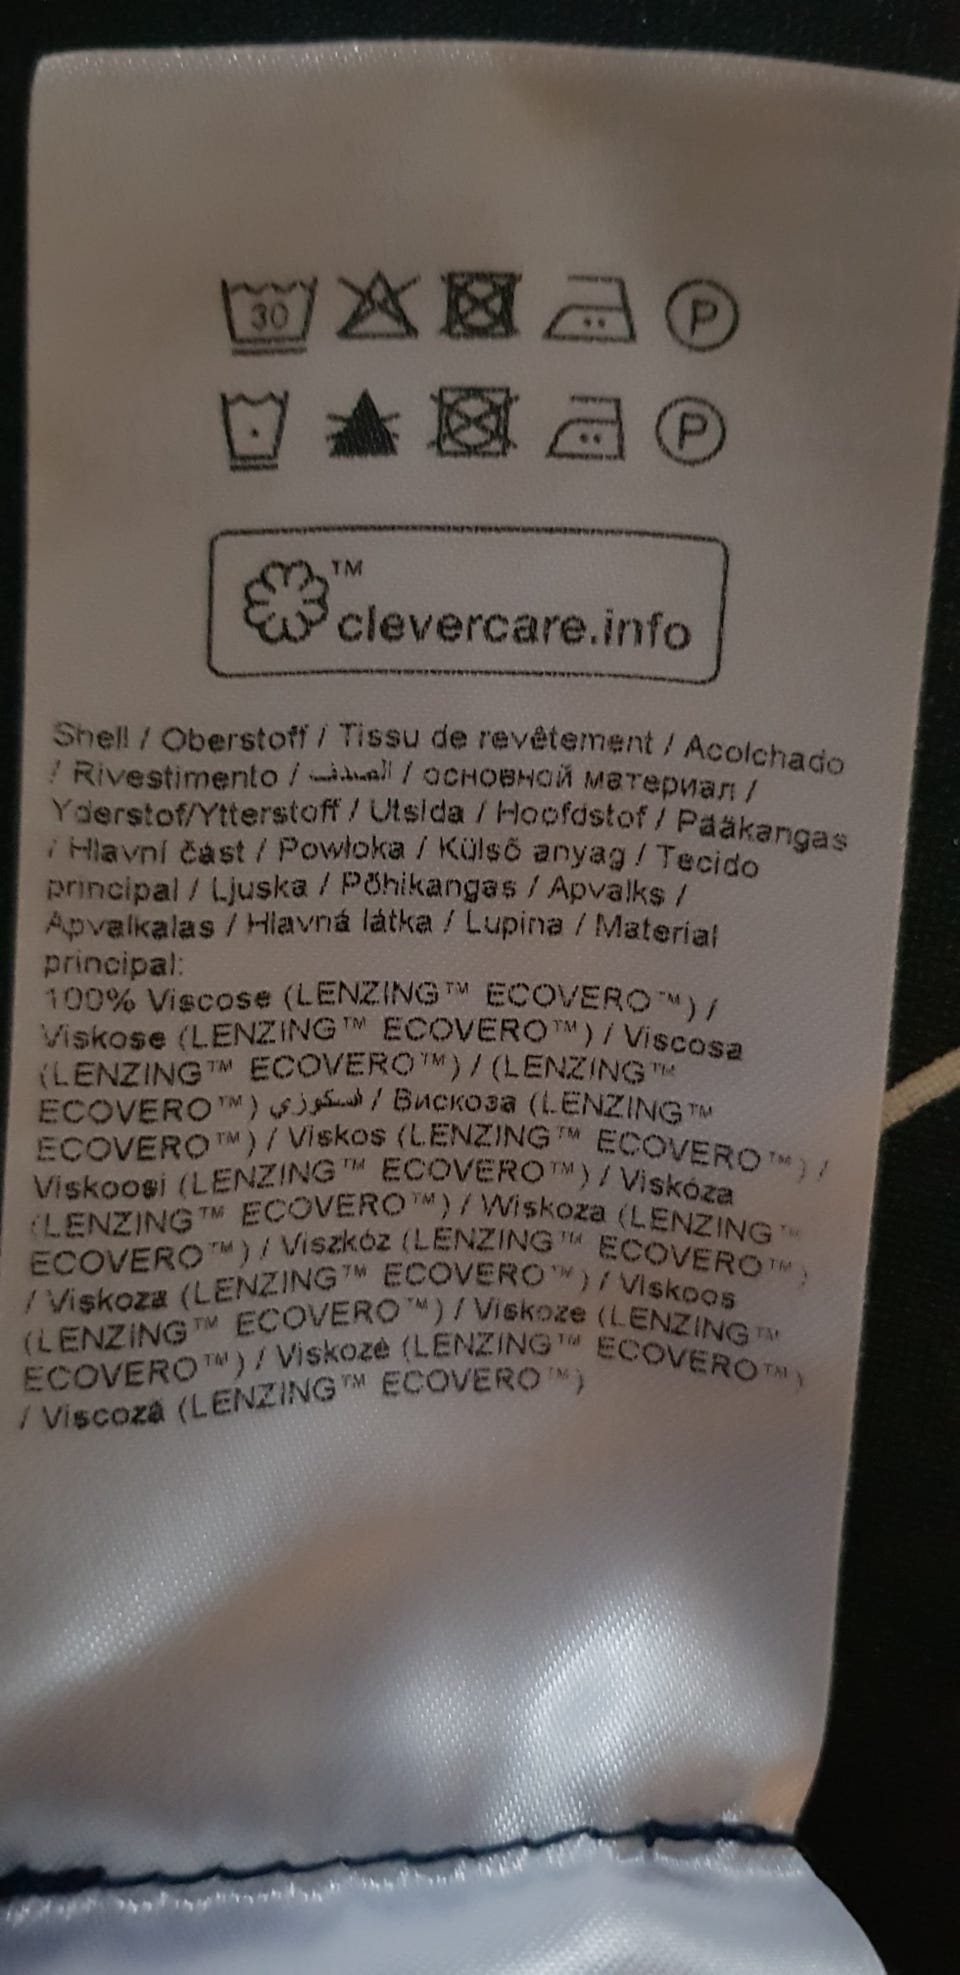 30 P
P
™
clevercare.info
Shell / Oberstoff / Tissu de revêtement / Acolchado
/ Rivestimento / الصدف / основной материал /
Yderstof/Ytterstoff / Utsida / Hoofdstof / Pääkangas
/ Hlavní část / Powłoka / Külső anyag / Tecido
principal / Ljuska / Põhikangas / Apvalks /
Apvalkalas / Hlavná látka / Lupina / Material
principal:
100% Viscose (LENZING™ ECOVERO™) /
Viskose (LENZING™ ECOVERO™) / Viscosa
(LENZING™ ECOVERO™) / (LENZING™
ECOVERO™) / Вискоза (LENZING™
ECOVERO™) / Viskos (LENZING™ ECOVERO™) /
Viskoosi (LENZING™ ECOVERO™) / Viskóza
(LENZING™ ECOVERO™) / Wiskoza (LENZING™
ECOVERO™) / Viszkóz (LENZING™ ECOVERO™)
/ Viskoza (LENZING™ ECOVERO™) / Viskoos
(LENZING™ ECOVERO™) / Viskoze (LENZING™
ECOVERO™) / Viskozė (LENZING™ ECOVERO™)
/ Viscoză (LENZING™ ECOVERO™)